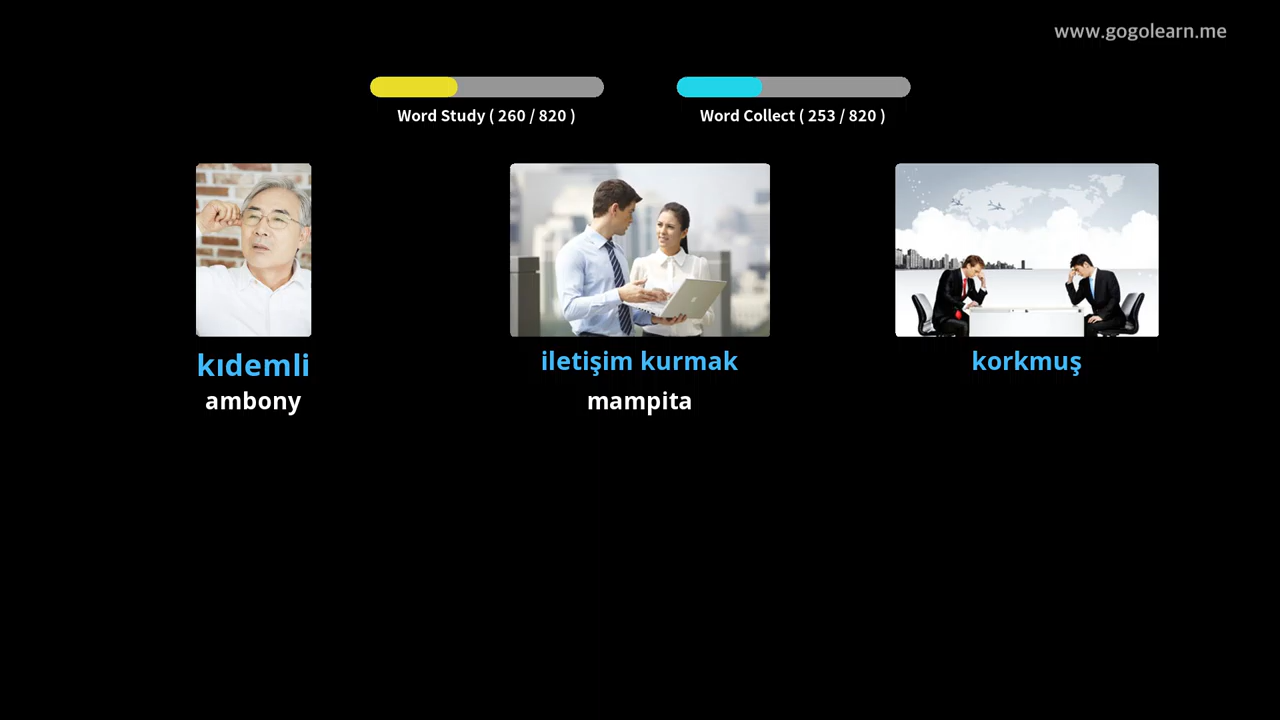 www.gogolearn.me
Word Study ( 260 / 820 )
Word Collect ( 253 / 820 )
kıdemli
ambony
iletişim kurmak
mampita
korkmuş